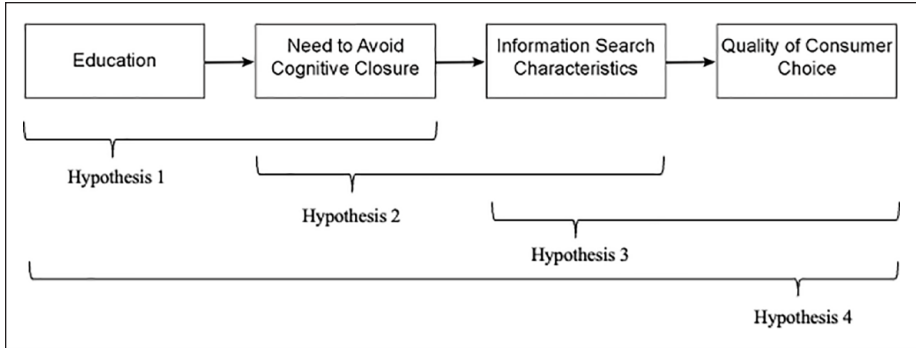 Education
Need to Avoid
Cognitive Closure
Information Search
Characteristics
Quality of Consumer
Choice
Hypothesis 1
Hypothesis 2
Hypothesis 3
Hypothesis 4